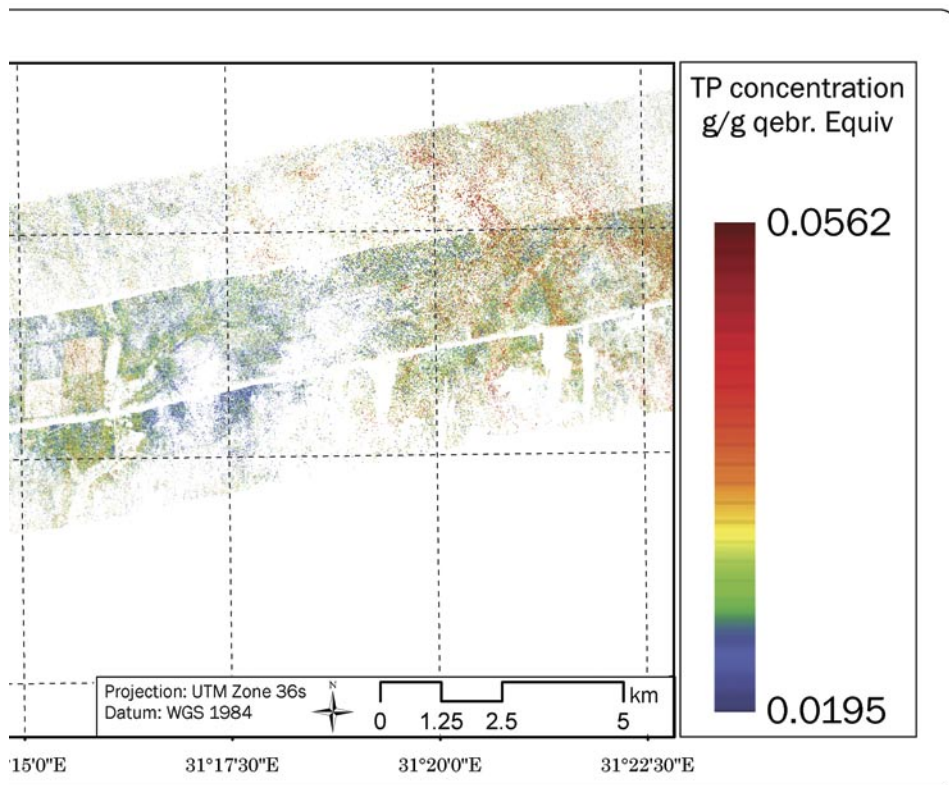 TP concentration
g/g qebr. Equiv
0.0562
0.0195
Projection: UTM Zone 36s
Datum: WGS 1984
N
km
0 1.25 2.5 5
15'0"E 31°17'30"E 31°20'0"E 31°22'30"E